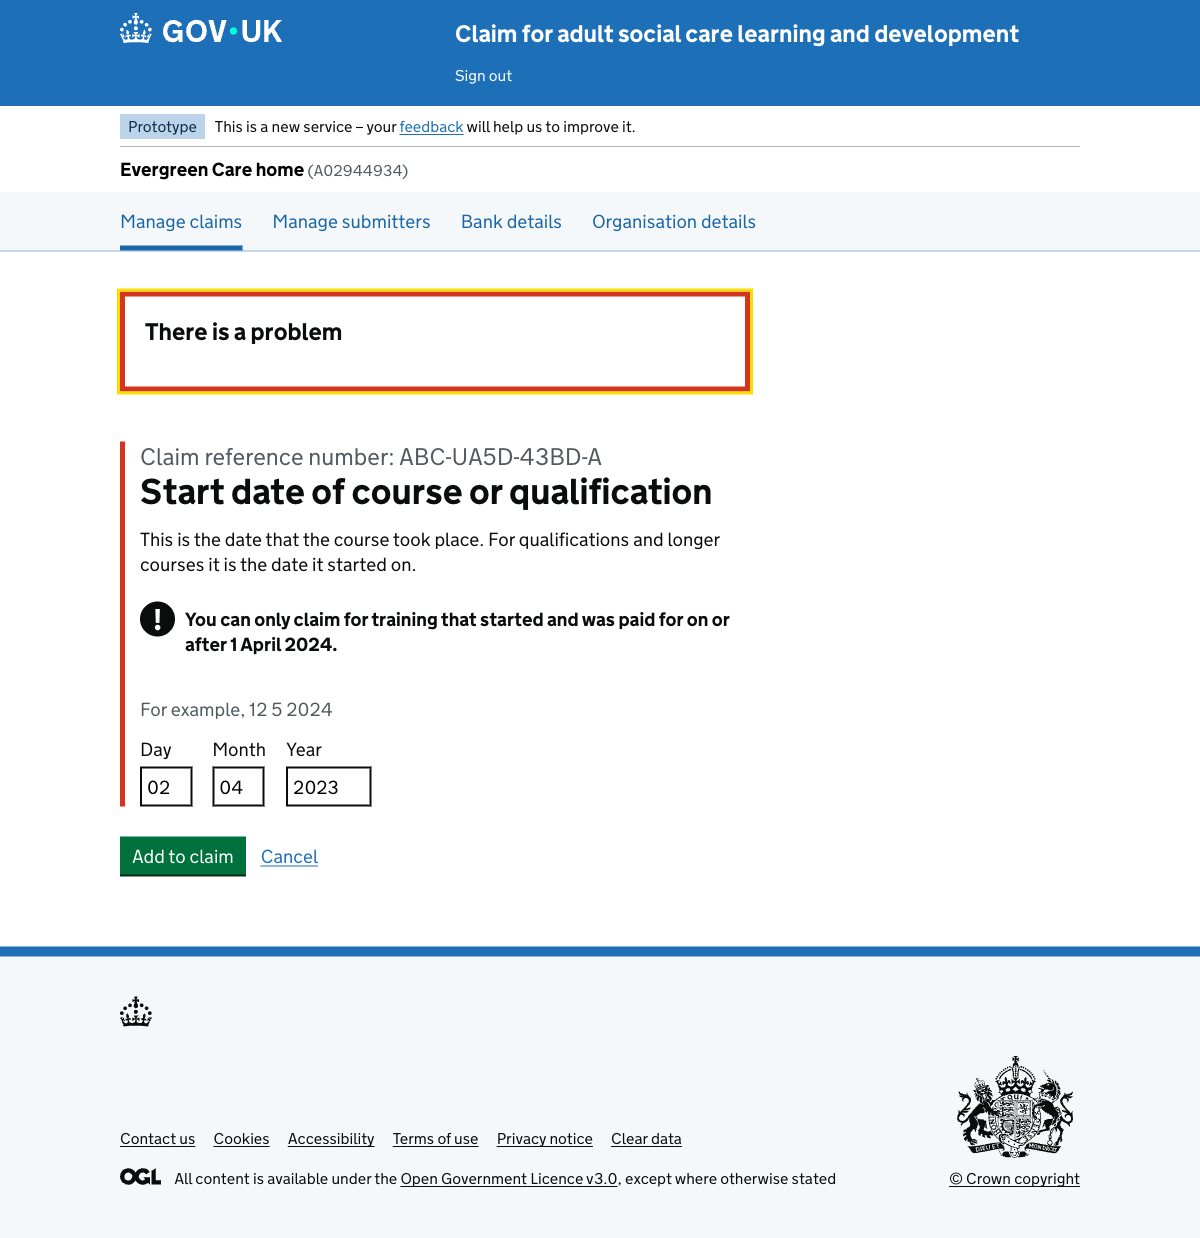 GOV·UK
Claim for adult social care learning and development
Sign out
Prototype This is a new service – your feedback will help us to improve it.
Evergreen Care home (A02944934)
Manage claims Manage submitters Bank details Organisation details
There is a problem
Claim reference number: ABC-UA5D-43BD-A
Start date of course or qualification
This is the date that the course took place. For qualifications and longer
courses it is the date it started on.
! You can only claim for training that started and was paid for on or
after 1 April 2024.
For example, 12 5 2024
Day Month Year
02 04 2023
Add to claim Cancel
Contact us Cookies Accessibility Terms of use Privacy notice Clear data
OGL All content is available under the Open Government Licence v3.0, except where otherwise stated
© Crown copyright